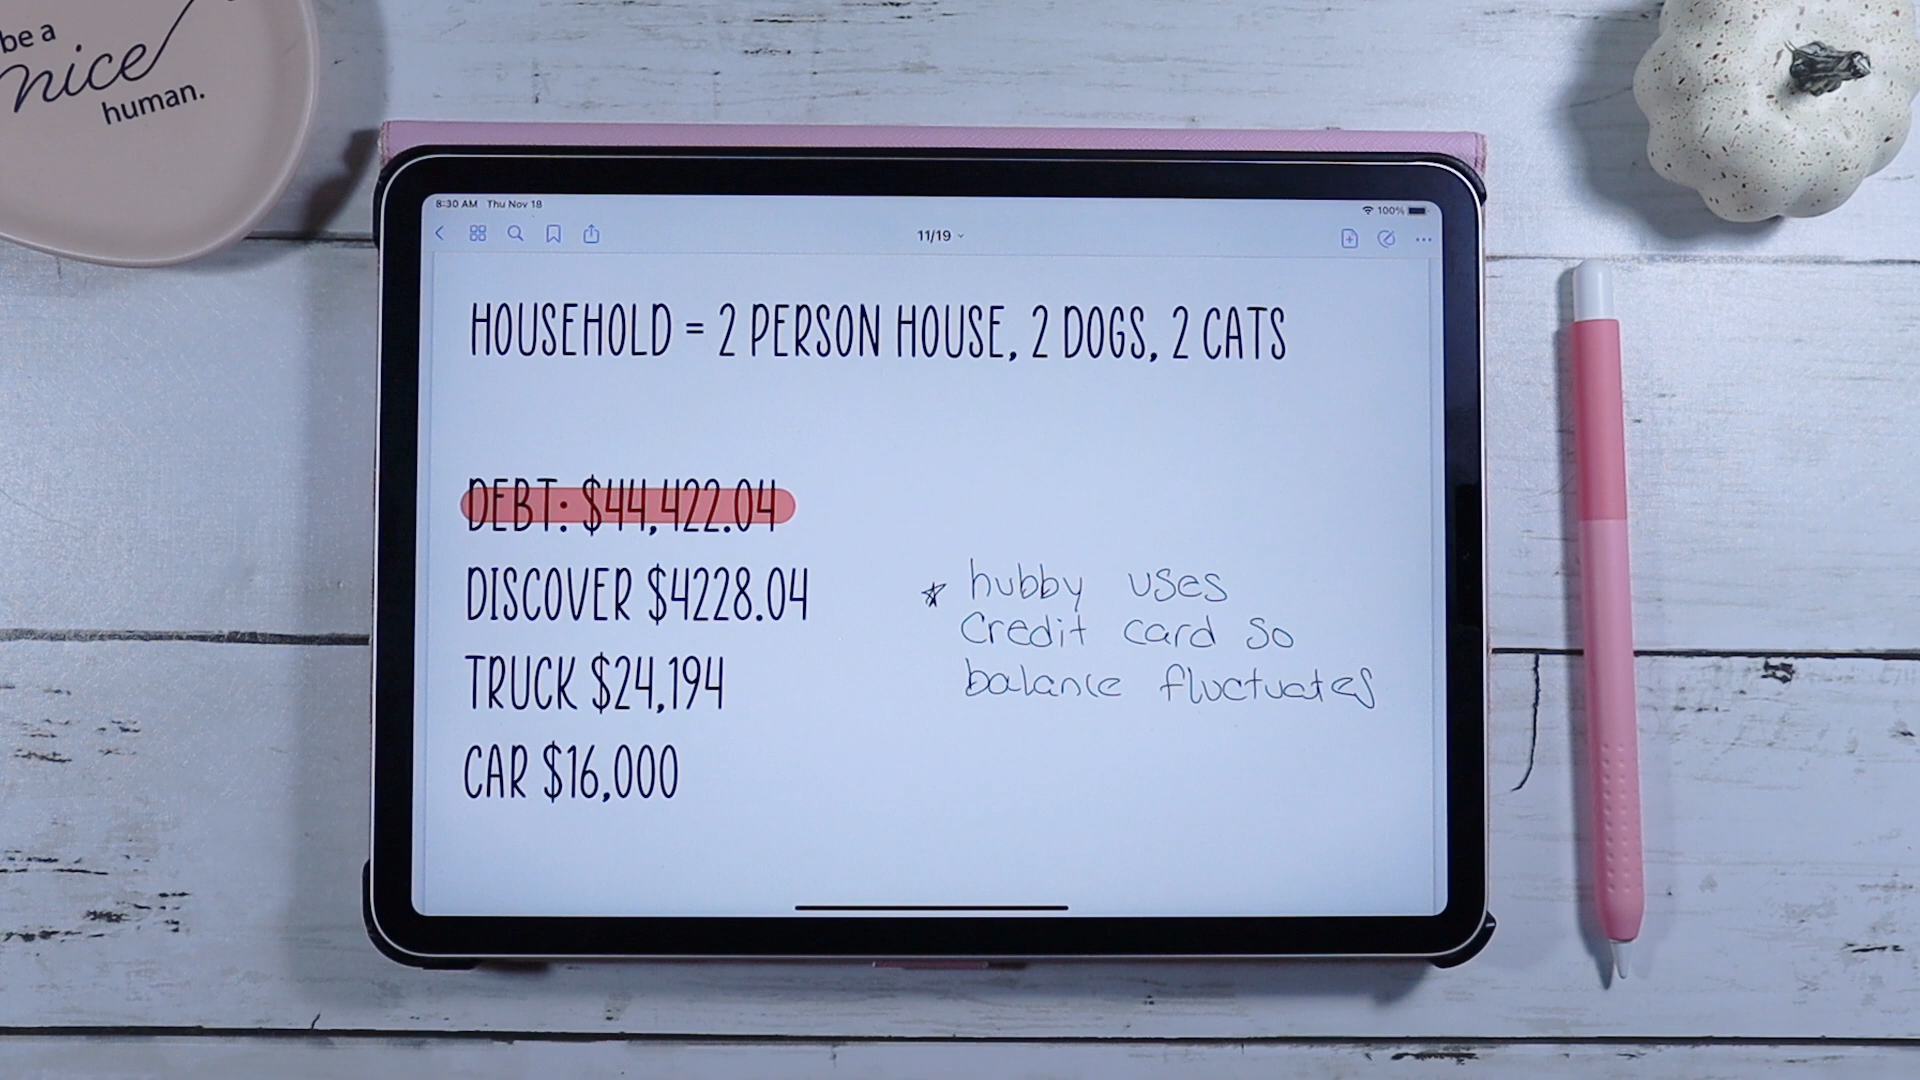 be a
nice
human.
8:30 AM Thu Nov 18
100%
11/19
HOUSEHOLD = 2 PERSON HOUSE, 2 DOGS, 2 CATS
DEBT: $44,422.04
DISCOVER $4228.04
TRUCK $24,194
CAR $16,000
hubby uses
credit card so
balance fluctuates